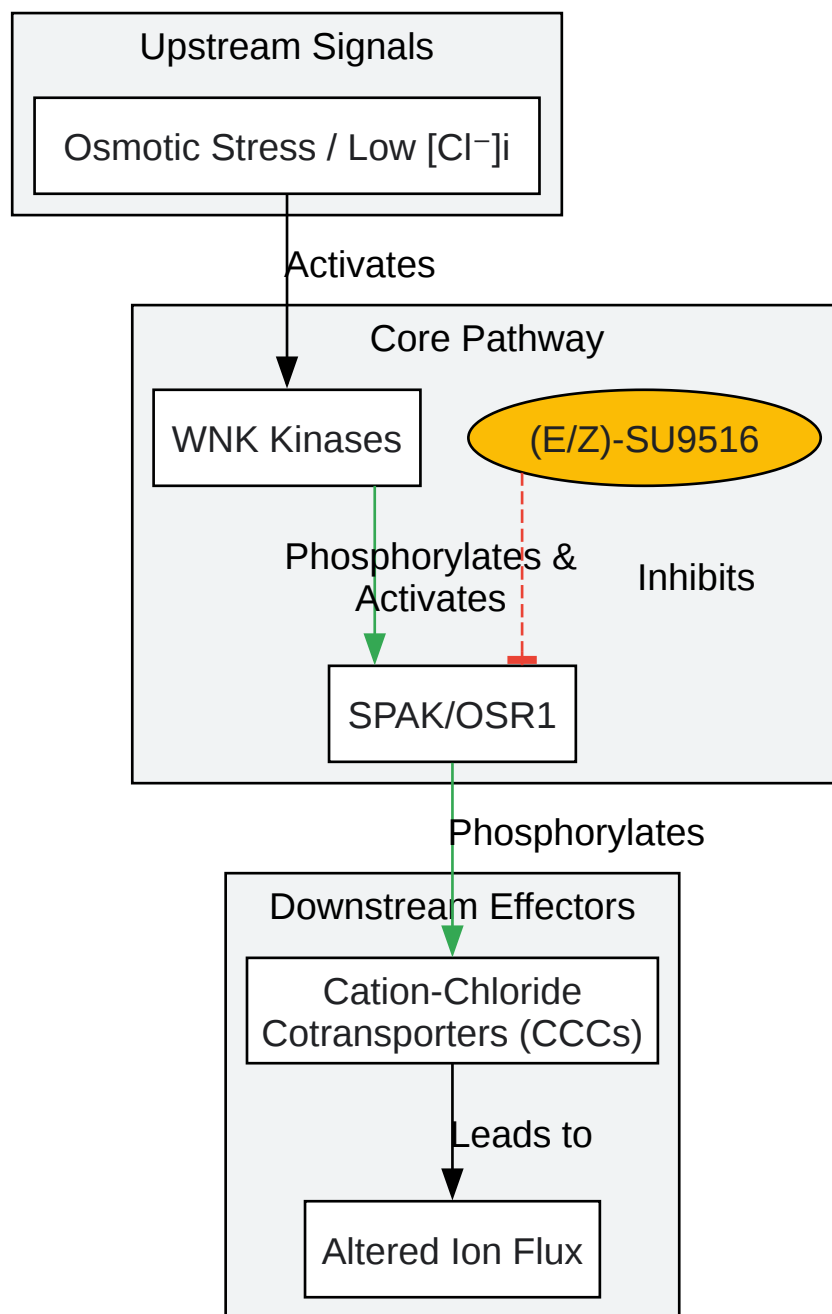 Upstream Signals
Osmotic Stress / Low [Cl⁻]i
Activates
Core Pathway
WNK Kinases
(E/Z)-SU9516
Phosphorylates &
Activates
Inhibits
SPAK/OSR1
Phosphorylates
Downstream Effectors
Cation-Chloride
Cotransporters (CCCs)
Leads to
Altered Ion Flux